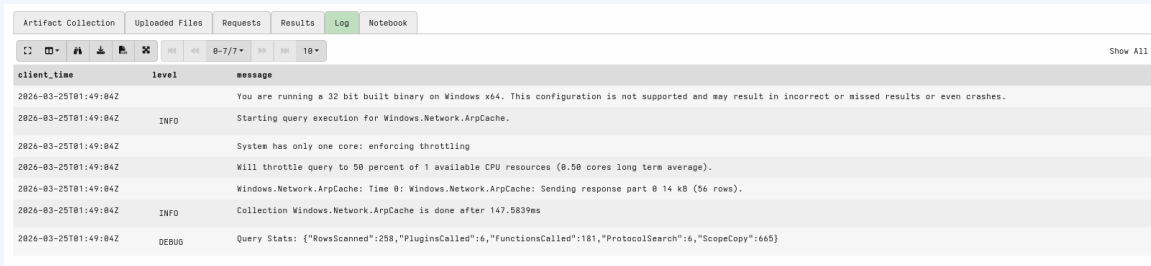 Artifact Collection Uploaded Files Requests Results Log Notebook
0-7/7 10 Show All
client_time level message
2026-03-25T01:49:04Z You are running a 32 bit built binary on Windows x64. This configuration is not supported and may result in incorrect or missed results or even crashes.
2026-03-25T01:49:04Z INFO Starting query execution for Windows.Network.ArpCache.
2026-03-25T01:49:04Z System has only one core: enforcing throttling
2026-03-25T01:49:04Z Will throttle query to 50 percent of 1 available CPU resources (0.50 cores long term average).
2026-03-25T01:49:04Z Windows.Network.ArpCache: Time 0: Windows.Network.ArpCache: Sending response part 0 14 kB (56 rows).
2026-03-25T01:49:04Z INFO Collection Windows.Network.ArpCache is done after 147.5839ms
2026-03-25T01:49:04Z DEBUG Query Stats: {"RowsScanned":258,"PluginsCalled":6,"FunctionsCalled":181,"ProtocolSearch":6,"ScopeCopy":665}